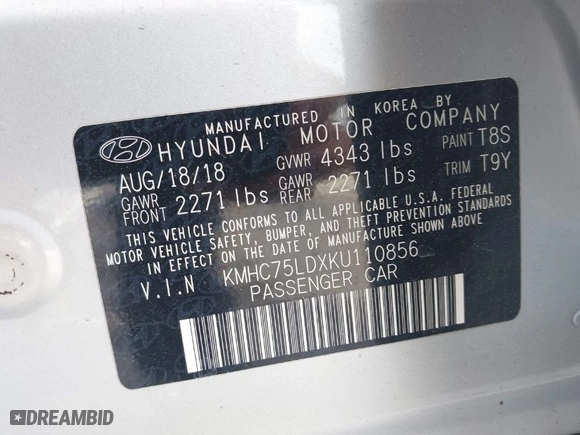 MANUFACTURED IN KOREA BY
HYUNDAI MOTOR COMPANY
AUG/18/18 GVWR 4343 lbs PAINT T8S
GAWR FRONT 2271 lbs GAWR REAR 2271 lbs TRIM T9Y
THIS VEHICLE CONFORMS TO ALL APPLICABLE U.S.A. FEDERAL
MOTOR VEHICLE SAFETY, BUMPER, AND THEFT PREVENTION STANDARDS
IN EFFECT ON THE DATE OF MANUFACTURE SHOWN ABOVE.
V.I.N KMHC75LDXKU110856
PASSENGER CAR
DREAMBID